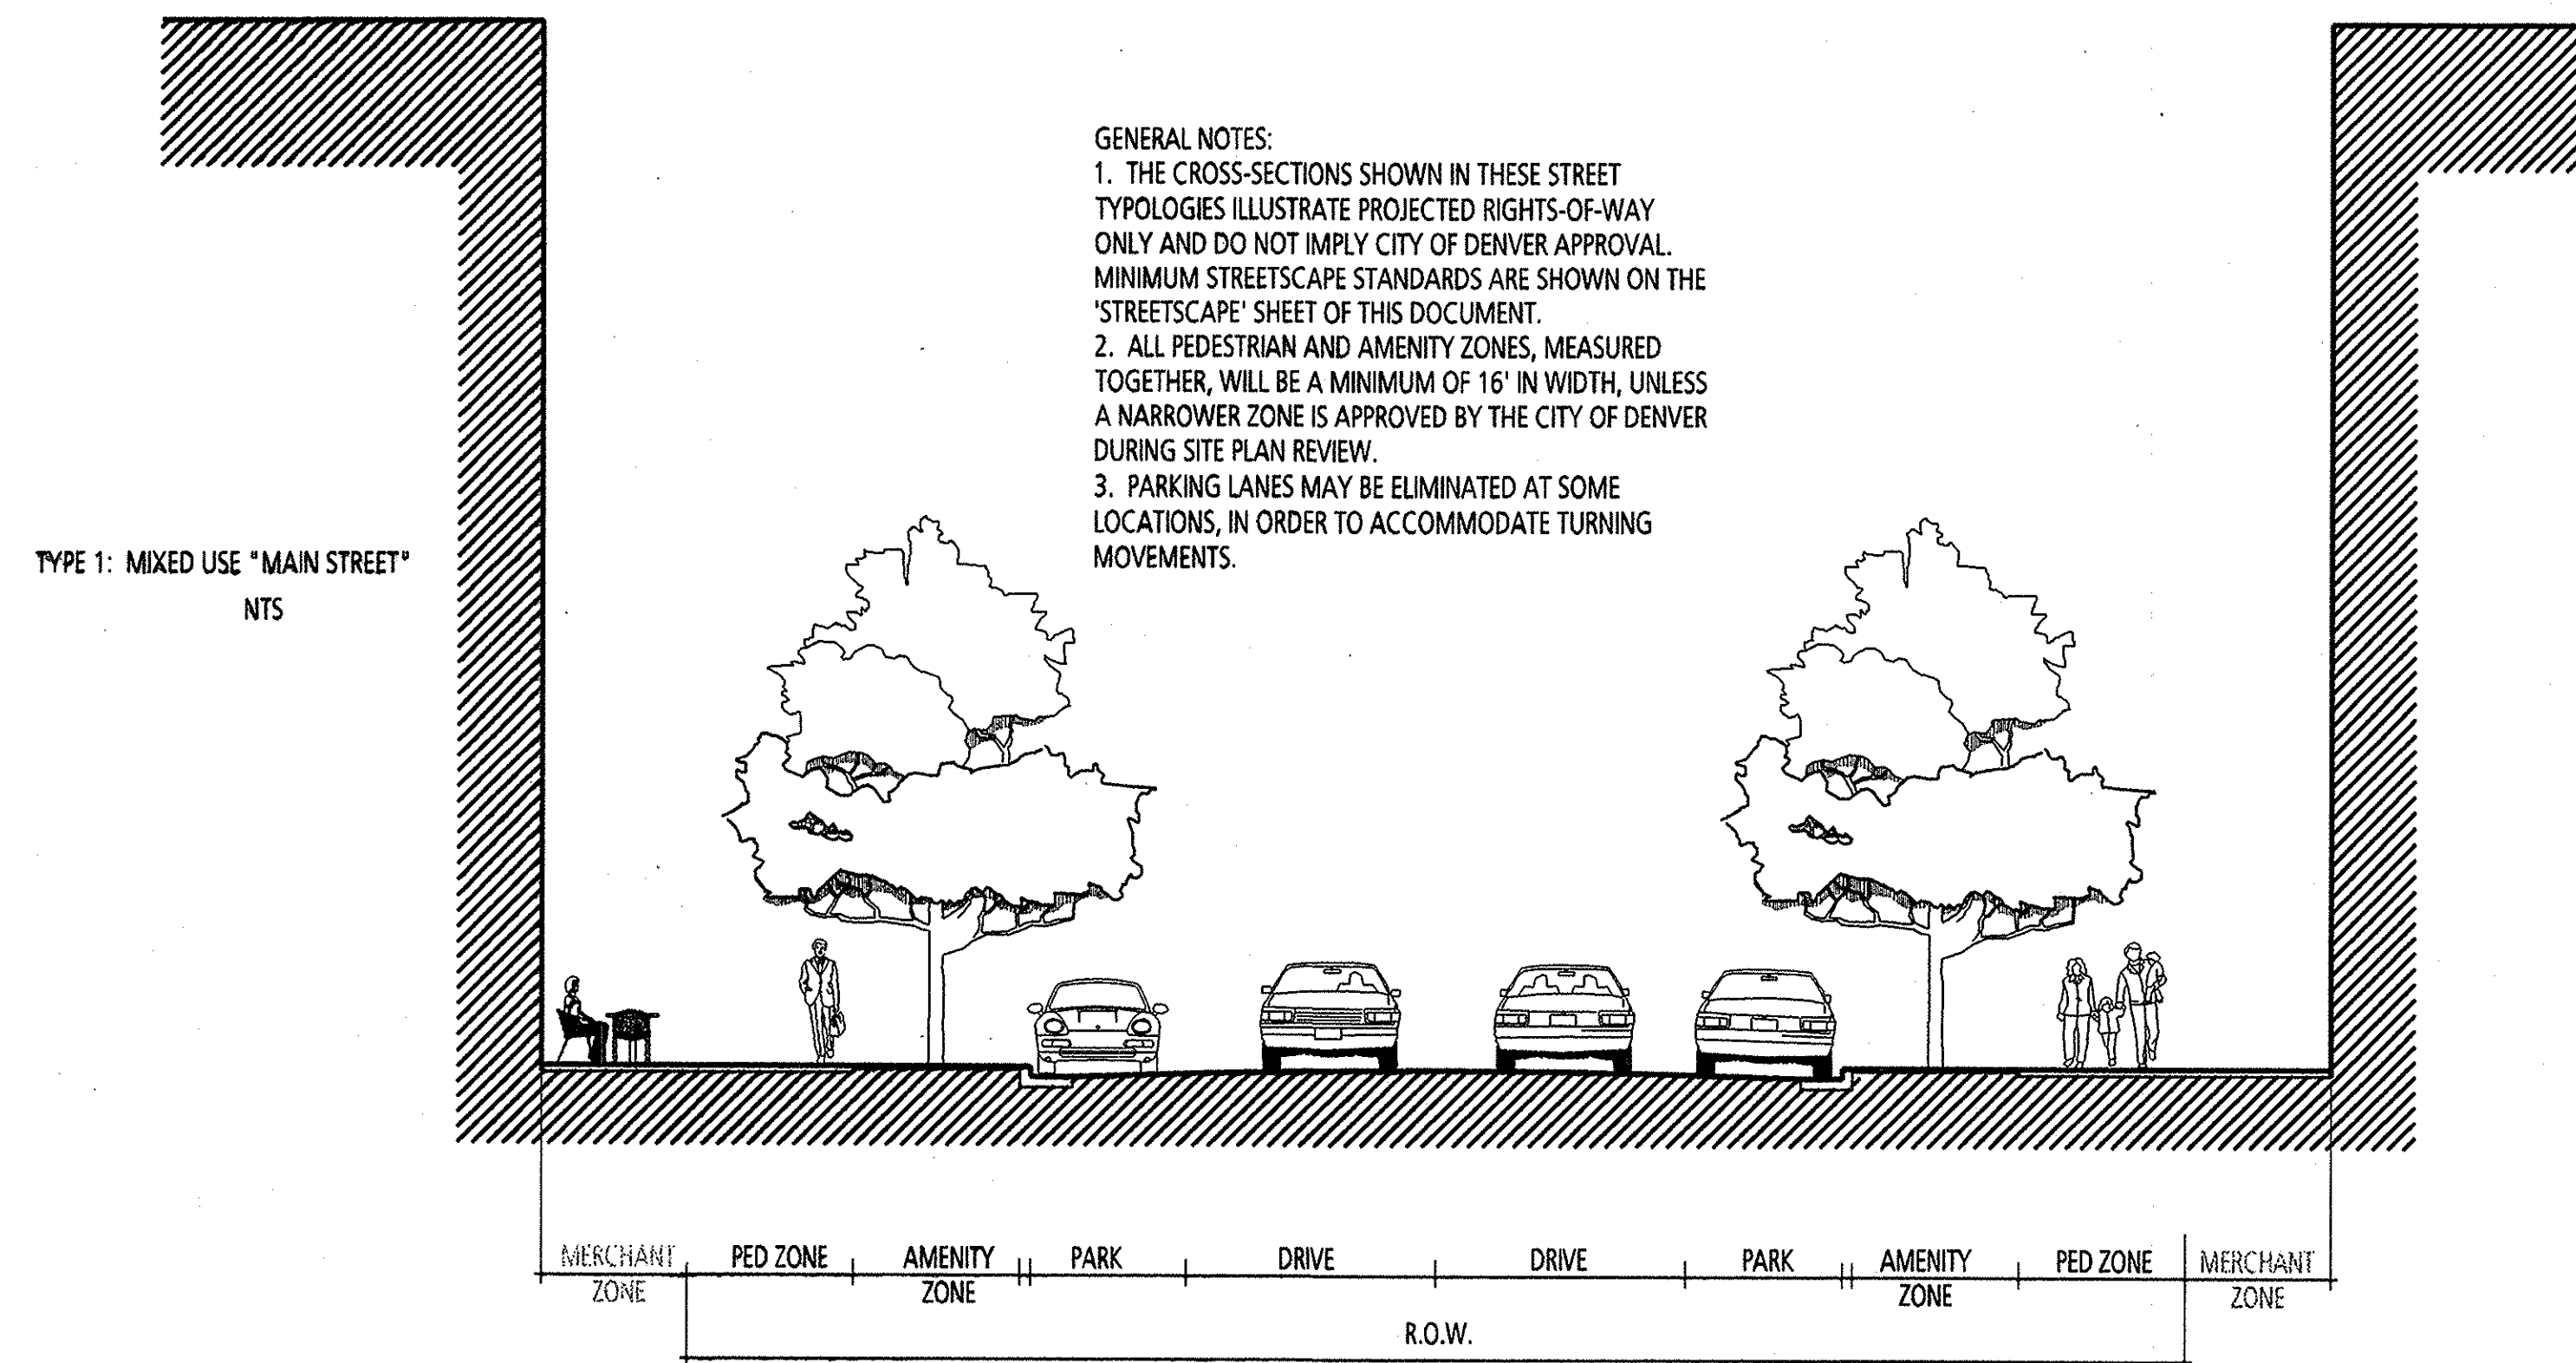 GENERAL NOTES:
1. THE CROSS-SECTIONS SHOWN IN THESE STREET
TYPOLOGIES ILLUSTRATE PROJECTED RIGHTS-OF-WAY
ONLY AND DO NOT IMPLY CITY OF DENVER APPROVAL.
MINIMUM STREETSCAPE STANDARDS ARE SHOWN ON THE
'STREETSCAPE' SHEET OF THIS DOCUMENT.
2. ALL PEDESTRIAN AND AMENITY ZONES, MEASURED
TOGETHER, WILL BE A MINIMUM OF 16' IN WIDTH, UNLESS
A NARROWER ZONE IS APPROVED BY THE CITY OF DENVER
DURING SITE PLAN REVIEW.
3. PARKING LANES MAY BE ELIMINATED AT SOME
LOCATIONS, IN ORDER TO ACCOMMODATE TURNING
MOVEMENTS.
TYPE 1: MIXED USE "MAIN STREET"
NTS
MERCHANT PED ZONE AMENITY PARK DRIVE DRIVE PARK AMENITY PED ZONE MERCHANT
ZONE ZONE ZONE ZONE
R.O.W.